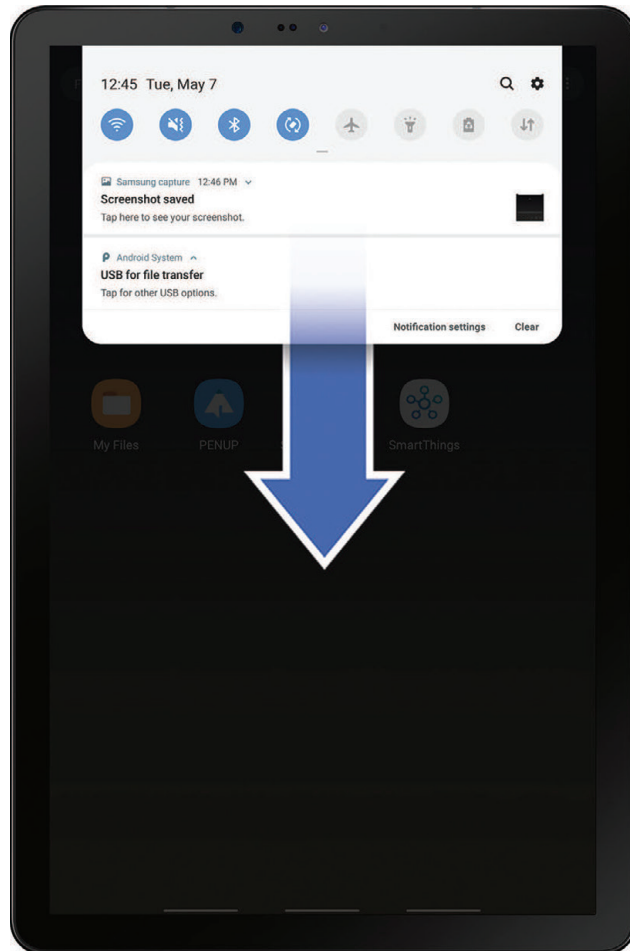 12:45 Tue, May 7
Samsung capture 12:46 PM
Screenshot saved
Tap here to see your screenshot.
Android System
USB for file transfer
Tap for other USB options.
Notification settings Clear
My Files PENUP SmartThings